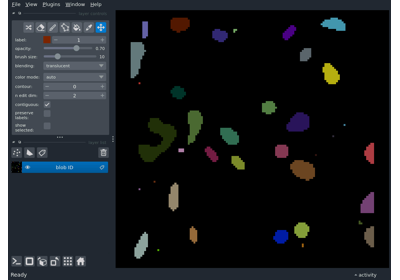 File View Plugins Window Help
label: 1
opacity: 0.70
brush size: 10
blending: translucent
color mode: auto
contour: 0
n edit dim: 2
contiguous: ✓
preserve
labels:
show
selected:
blob ID
Ready
activity